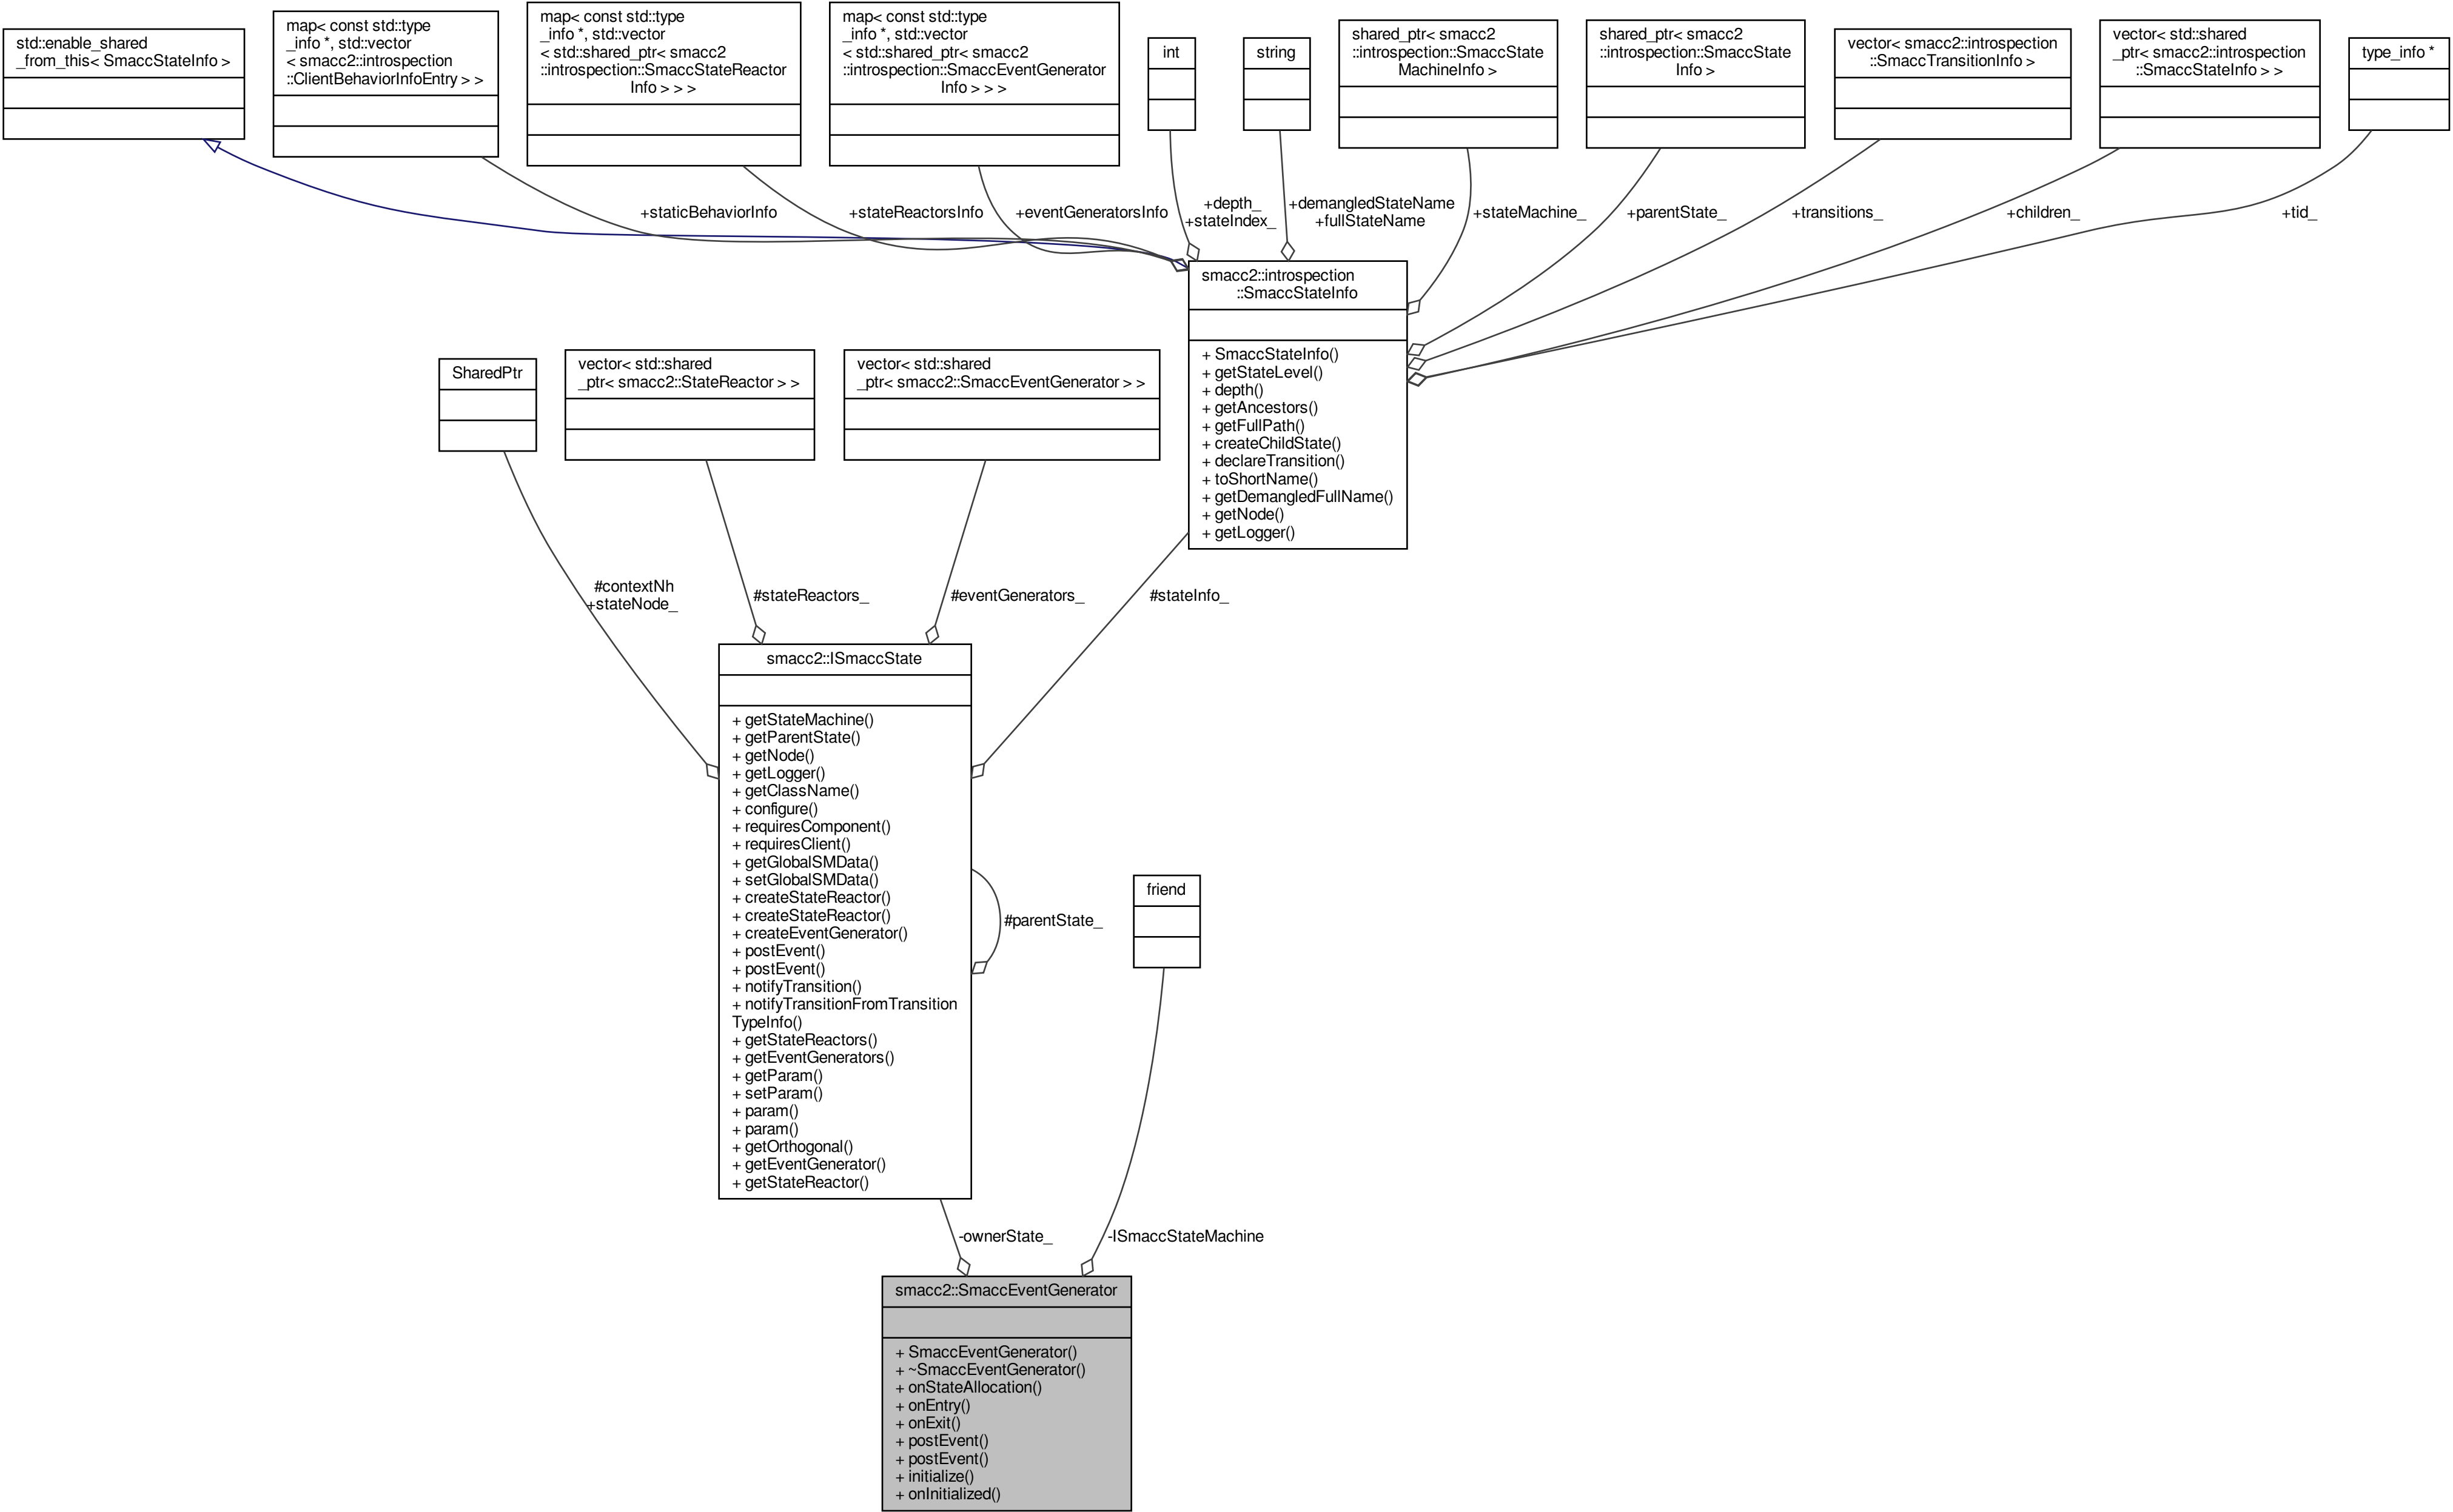 std::enable_shared
_from_this< SmaccStateInfo >
map< const std::type
_info *, std::vector
< smacc2::introspection
::ClientBehaviorInfoEntry > >
map< const std::type
_info *, std::vector
< std::shared_ptr< smacc2
::introspection::SmaccStateReactor
Info > > >
map< const std::type
_info *, std::vector
< std::shared_ptr< smacc2
::introspection::SmaccEventGenerator
Info > > >
int
string
shared_ptr< smacc2
::introspection::SmaccState
MachineInfo >
shared_ptr< smacc2
::introspection::SmaccState
Info >
vector< smacc2::introspection
::SmaccTransitionInfo >
vector< std::shared
_ptr< smacc2::introspection
::SmaccStateInfo > >
type_info *
+staticBehaviorInfo
+stateReactorsInfo
+eventGeneratorsInfo
+depth_
+stateIndex_
+demangledStateName
+fullStateName
+stateMachine_
+parentState_
+transitions_
+children_
+tid_
smacc2::introspection
::SmaccStateInfo
+ SmaccStateInfo()
+ getStateLevel()
+ depth()
+ getAncestors()
+ getFullPath()
+ createChildState()
+ declareTransition()
+ toShortName()
+ getDemangledFullName()
+ getNode()
+ getLogger()
SharedPtr
vector< std::shared
_ptr< smacc2::StateReactor > >
vector< std::shared
_ptr< smacc2::SmaccEventGenerator > >
#contextNh
+stateNode_
#stateReactors_
#eventGenerators_
#stateInfo_
smacc2::ISmaccState
+ getStateMachine()
+ getParentState()
+ getNode()
+ getLogger()
+ getClassName()
+ configure()
+ requiresComponent()
+ requiresClient()
+ getGlobalSMData()
+ setGlobalSMData()
+ createStateReactor()
+ createStateReactor()
+ createEventGenerator()
+ postEvent()
+ postEvent()
+ notifyTransition()
+ notifyTransitionFromTransition
TypeInfo()
+ getStateReactors()
+ getEventGenerators()
+ getParam()
+ setParam()
+ param()
+ param()
+ getOrthogonal()
+ getEventGenerator()
+ getStateReactor()
#parentState_
friend
-ownerState_
-ISmaccStateMachine
smacc2::SmaccEventGenerator
+ SmaccEventGenerator()
+ ~SmaccEventGenerator()
+ onStateAllocation()
+ onEntry()
+ onExit()
+ postEvent()
+ postEvent()
+ initialize()
+ onInitialized()